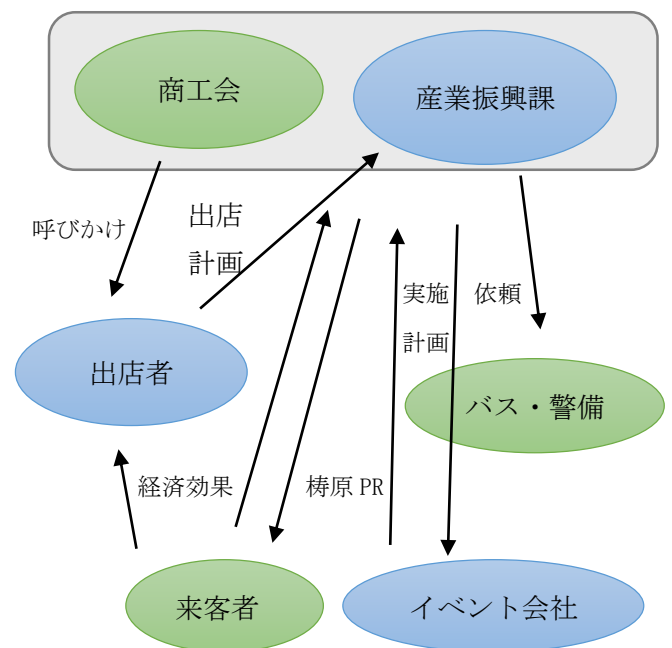 商工会
産業振興課
呼びかけ
出店
計画
実施
計画
依頼
出店者
バス・警備
経済効果
梼原 PR
来客者
イベント会社